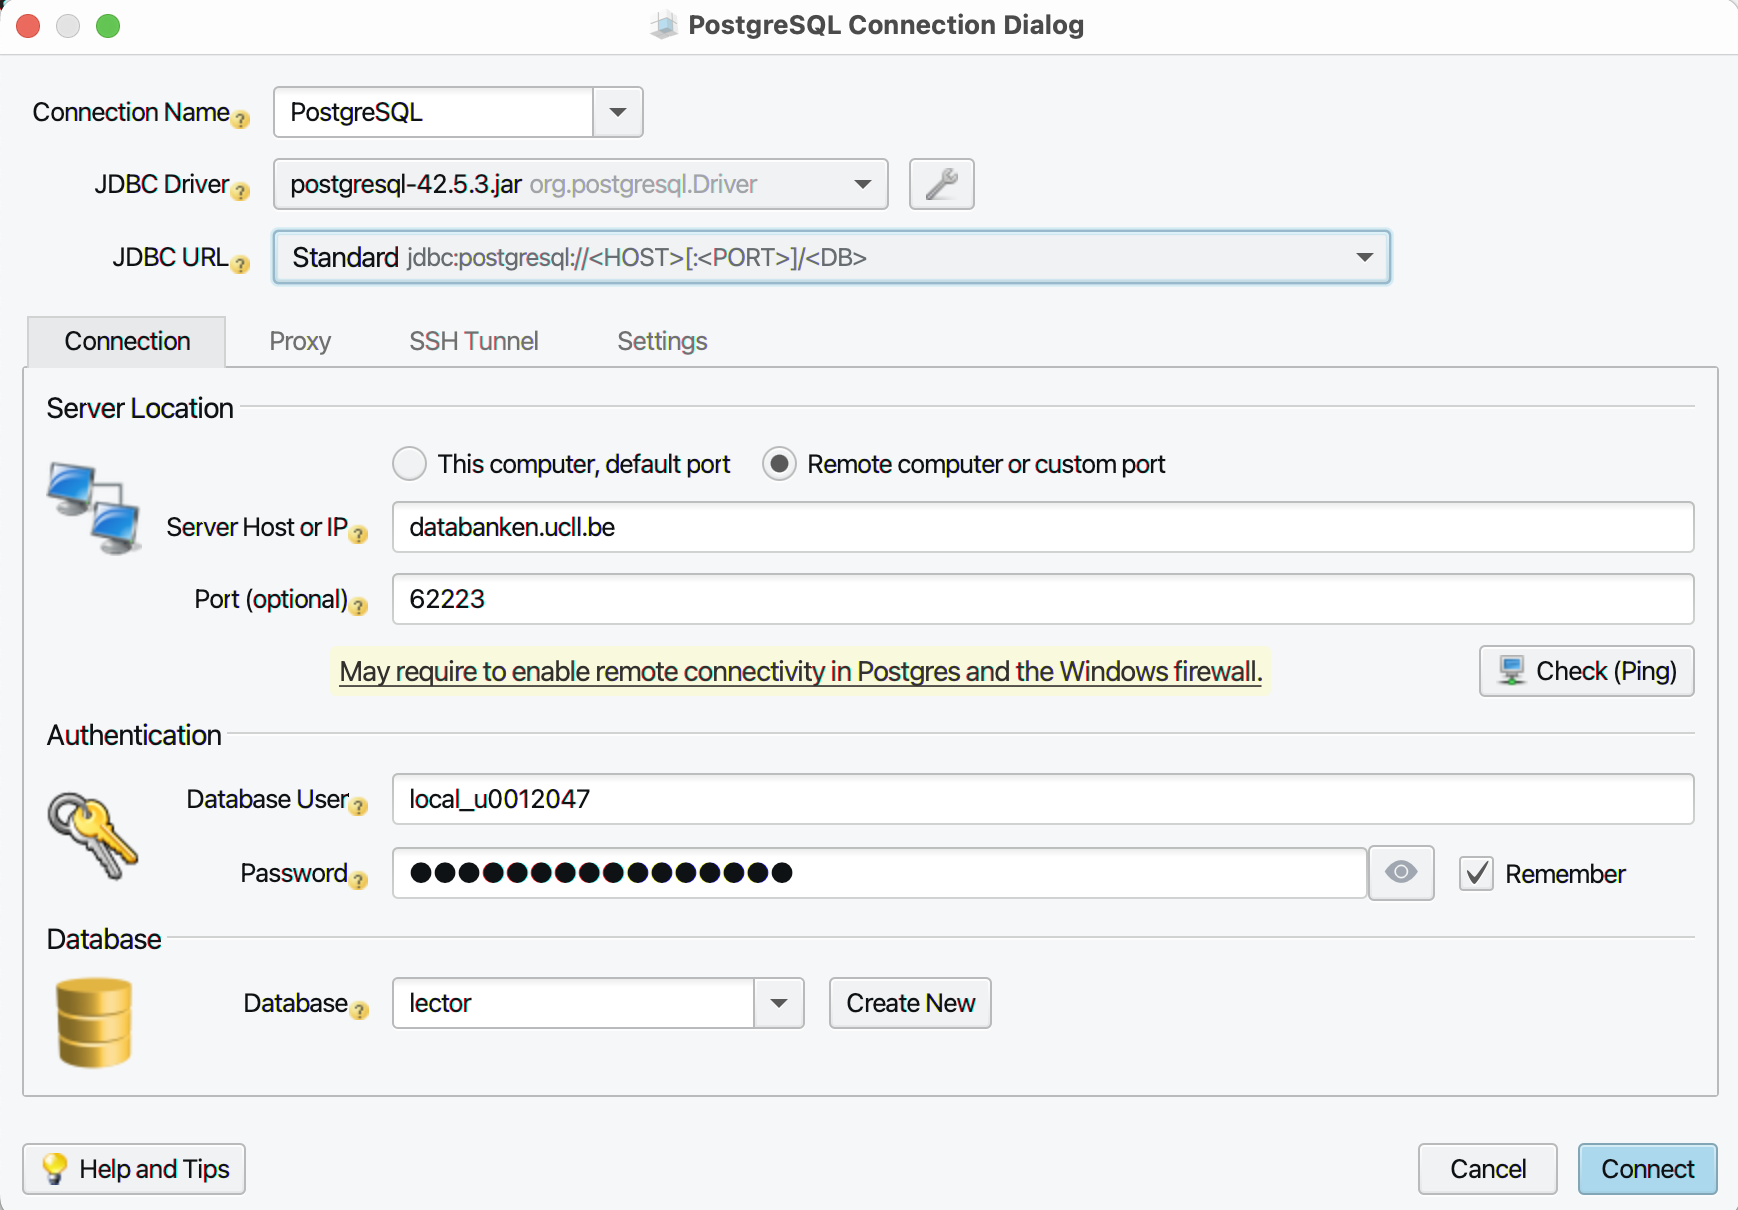 PostgreSQL Connection Dialog
Connection Name ? PostgreSQL
JDBC Driver ? postgresql-42.5.3.jar org.postgresql.Driver
JDBC URL ? Standard jdbc:postgresql://<HOST>[:<PORT>]/<DB>
Connection Proxy SSH Tunnel Settings
Server Location
This computer, default port Remote computer or custom port
Server Host or IP ? databanken.ucll.be
Port (optional) ? 62223
May require to enable remote connectivity in Postgres and the Windows firewall. Check (Ping)
Authentication
Database User ? local_u0012047
Password ? ●●●●●●●●●●●●●●●● Remember
Database
Database ? lector Create New
Help and Tips Cancel Connect